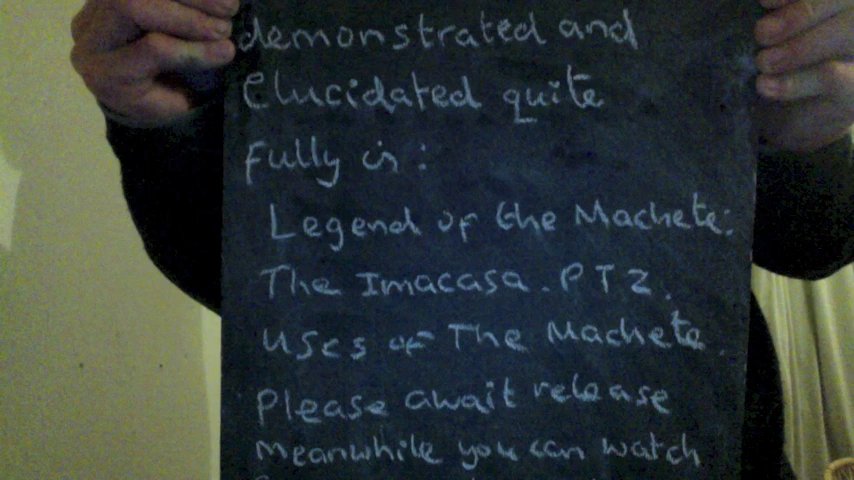 demonstrated and
Elucidated quite
fully in:
Legend of the Machete:
The Imacasa. PT2.
Uses of The Machete.
Please await release
meanwhile you can watch